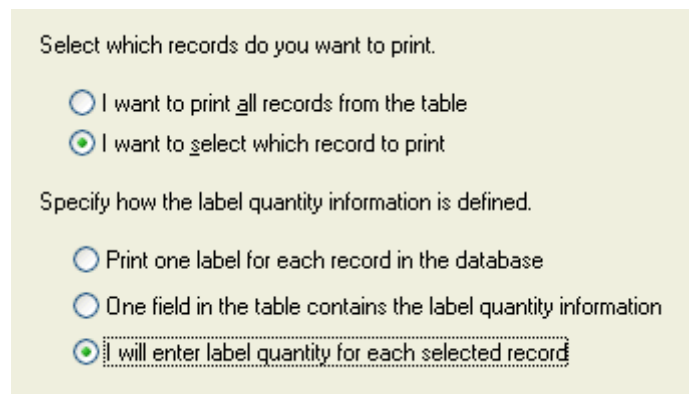 Select which records do you want to print.
I want to print all records from the table
I want to select which record to print
Specify how the label quantity information is defined.
Print one label for each record in the database
One field in the table contains the label quantity information
I will enter label quantity for each selected record